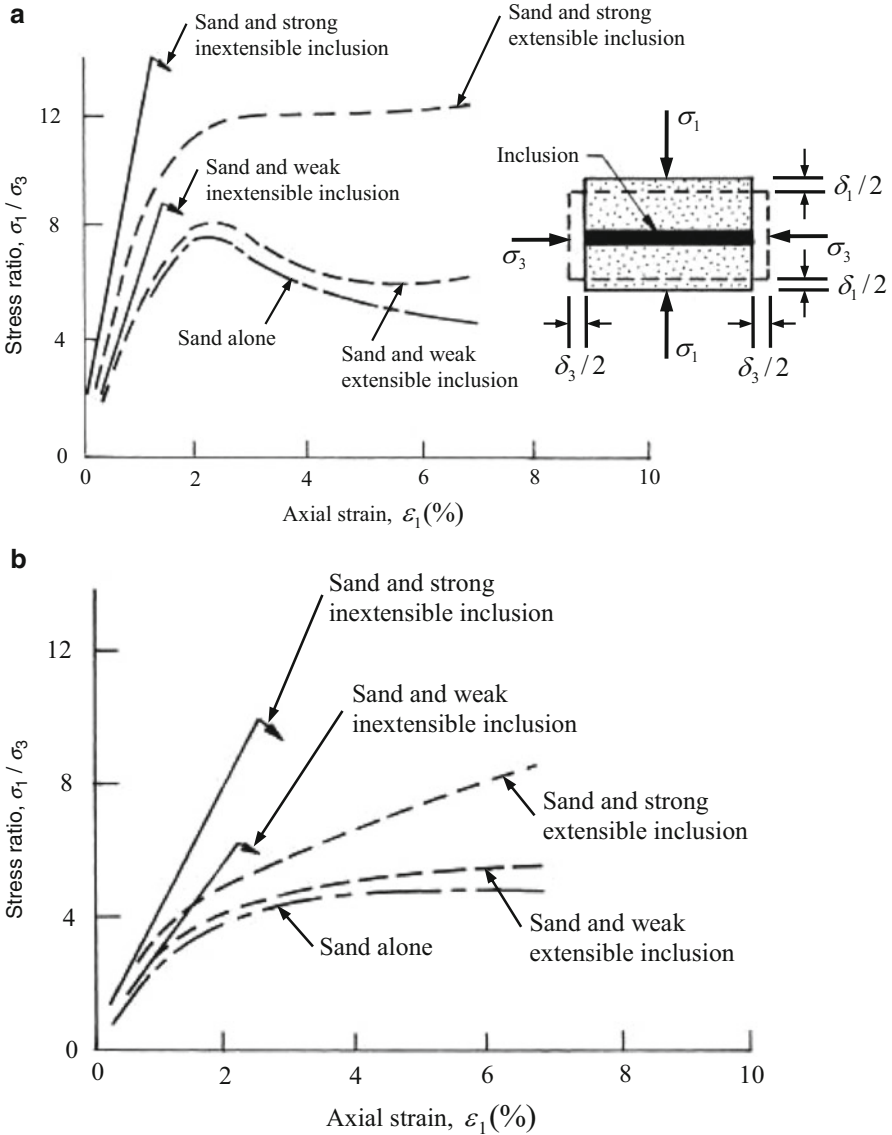 a
Sand and strong
inextensible inclusion
Sand and strong
extensible inclusion
12
Sand and weak
inextensible inclusion
8
Stress ratio, σ1 / σ3
4
Sand alone
Sand and weak
extensible inclusion
0
0 2 4 6 8 10
Axial strain, ε1(%)
σ1
Inclusion
δ1/2
σ3
σ3
δ1/2
σ1
δ3/2
δ3/2
b
Sand and strong
inextensible inclusion
12
Sand and weak
inextensible inclusion
8
Stress ratio, σ1 / σ3
Sand and strong
extensible inclusion
4
Sand alone
Sand and weak
extensible inclusion
0
0 2 4 6 8 10
Axial strain, ε1(%)